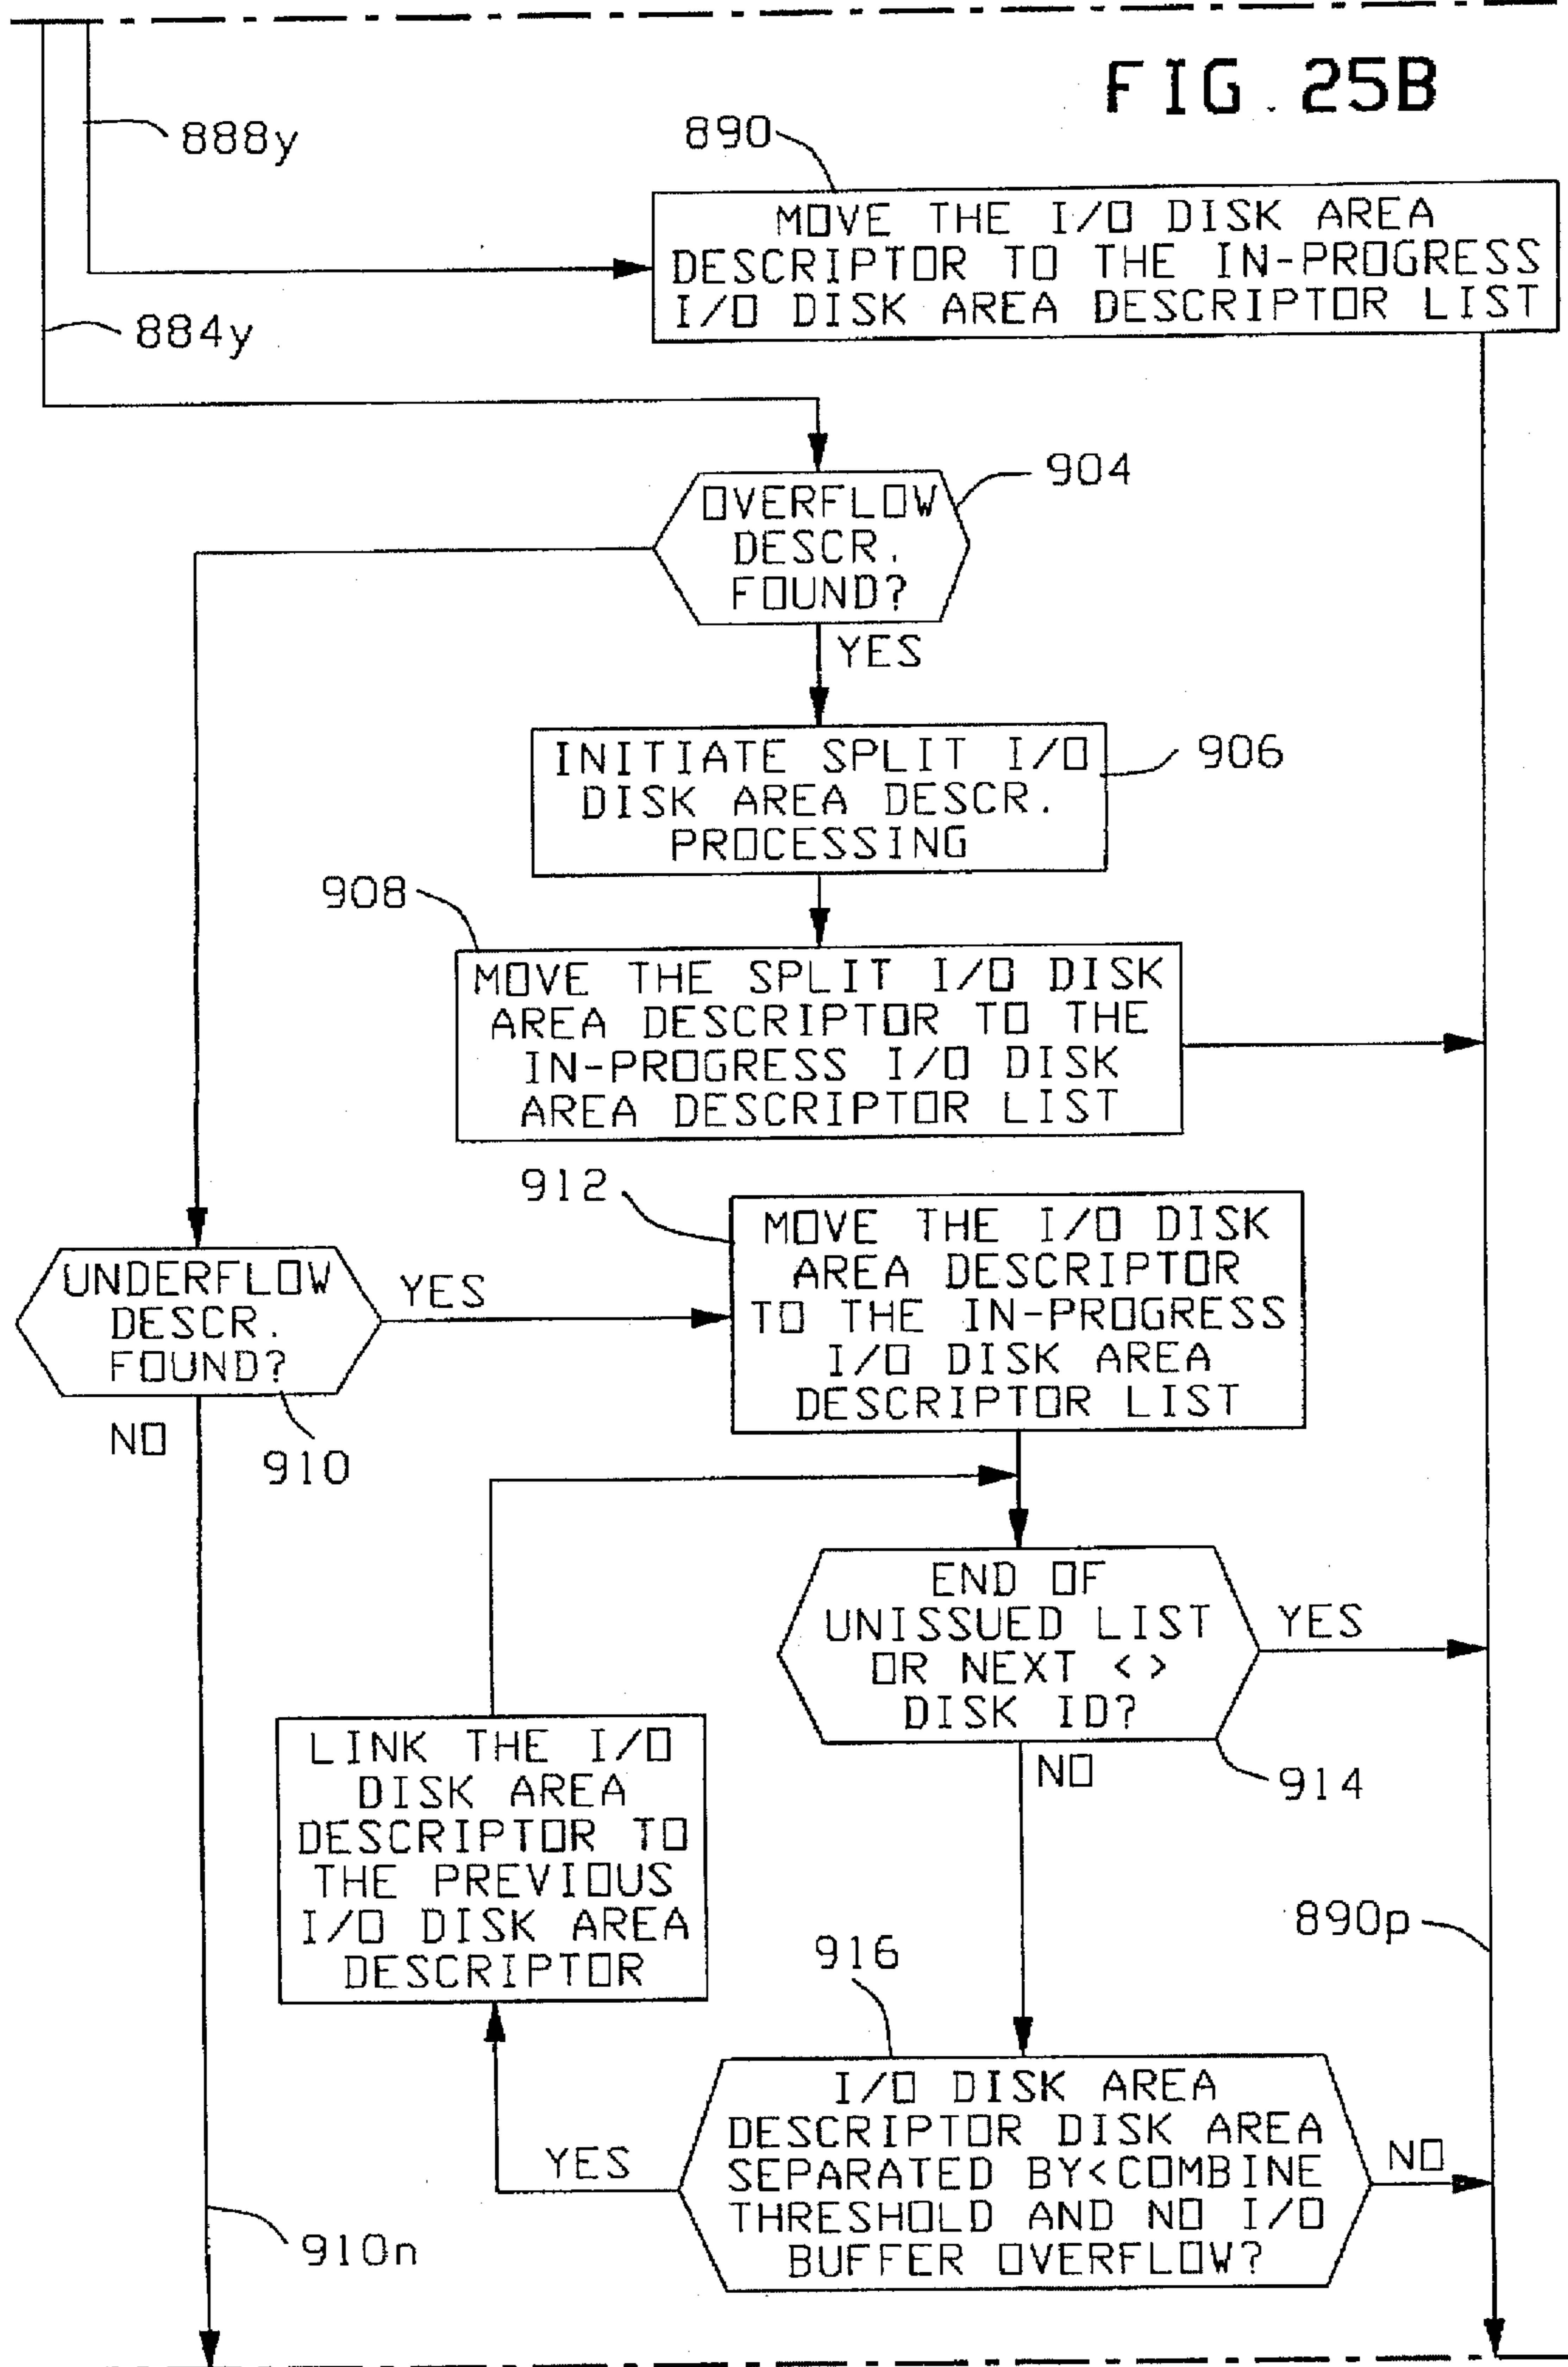 FIG. 25B
888y
890
MOVE THE I/O DISK AREA
DESCRIPTOR TO THE IN-PROGRESS
I/O DISK AREA DESCRIPTOR LIST
884y
904
OVERFLOW
DESCR.
FOUND?
YES
INITIATE SPLIT I/O
DISK AREA DESCR.
PROCESSING
906
908
MOVE THE SPLIT I/O DISK
AREA DESCRIPTOR TO THE
IN-PROGRESS I/O DISK
AREA DESCRIPTOR LIST
912
MOVE THE I/O DISK
AREA DESCRIPTOR
TO THE IN-PROGRESS
I/O DISK AREA
DESCRIPTOR LIST
UNDERFLOW
DESCR.
FOUND?
YES
NO
910
END OF
UNISSUED LIST
OR NEXT <>
DISK ID?
YES
NO
914
LINK THE I/O
DISK AREA
DESCRIPTOR TO
THE PREVIOUS
I/O DISK AREA
DESCRIPTOR
890p
916
I/O DISK AREA
DESCRIPTOR DISK AREA
SEPARATED BY<COMBINE
THRESHOLD AND NO I/O
BUFFER OVERFLOW?
YES
NO
910n